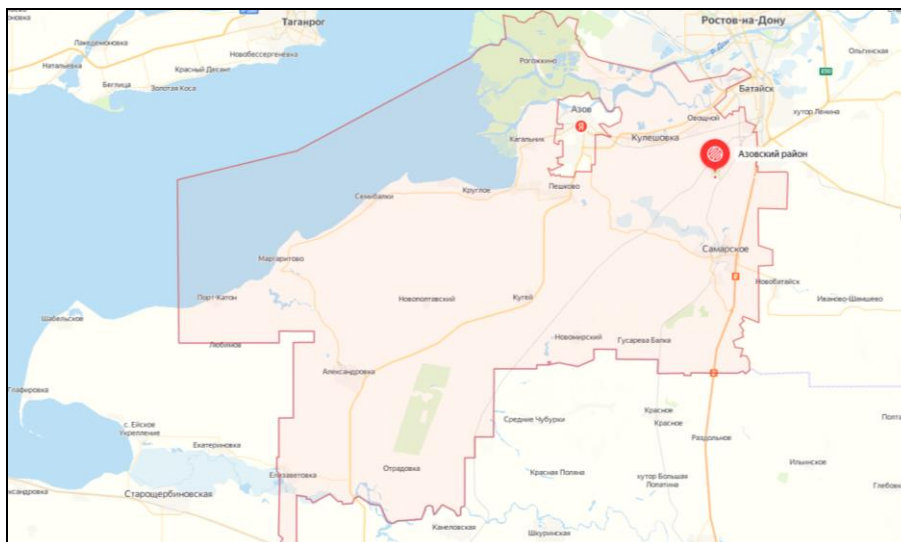 Таганрог
Ростов-на-Дону
р. Дон
Лакедемоновка
Новобессергеневка
Ольгинская
Натальевка
Красный Десант
Рогожкино
Беглица
Золотая Коса
Батайск
Азов
хутор Ленина
Овощной
Я
Кагальник
Кулешовка
Азовский район
Круглое
Пешково
Семибалки
Самарское
Маргаритово
Новобатайск
Порт-Катон
Новополтавский
Кугей
Иваново-Шамшево
Шабельское
Любимов
Новомирский
Гусарева Балка
Александровка
Глафировка
Средние Чубурки
Красное
Красное
с. Ейское
Укрепление
Екатериновка
Раздольное
Отрадовка
Ильинское
Елизаветовка
Красная Поляна
хутор Большая
Лопатина
Старощербиновская
Каневовская
Шкуринская